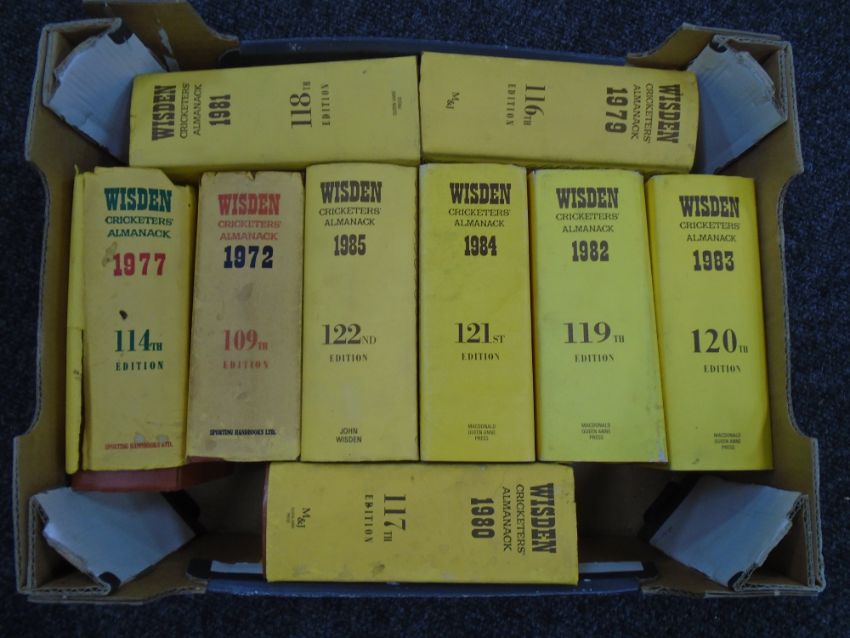 WISDEN
CRICKETERS'
ALMANACK
1981
118TH
EDITION
WISDEN
CRICKETERS'
ALMANACK
1979
116TH
EDITION
M&J
WISDEN
CRICKETERS'
ALMANACK
1977
114TH
EDITION
SPORTING HANDBOOKS LTD.
WISDEN
CRICKETERS'
ALMANACK
1972
109TH
EDITION
SPORTING HANDBOOKS LTD.
WISDEN
CRICKETERS'
ALMANACK
1985
122ND
EDITION
JOHN
WISDEN
WISDEN
CRICKETERS'
ALMANACK
1984
121ST
EDITION
MACDONALD
QUEEN ANNE
PRESS
WISDEN
CRICKETERS'
ALMANACK
1982
119TH
EDITION
MACDONALD
QUEEN ANNE
PRESS
WISDEN
CRICKETERS'
ALMANACK
1983
120TH
EDITION
MACDONALD
QUEEN ANNE
PRESS
WISDEN
CRICKETERS'
ALMANACK
1980
117TH
EDITION
M&J